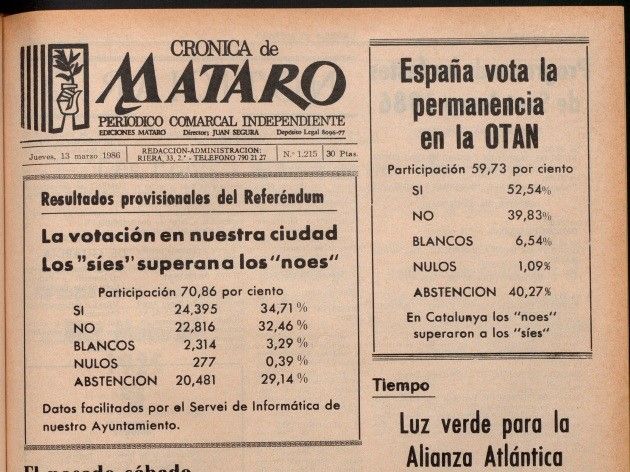 CRONICA de
MATARO
PERIODICO COMARCAL INDEPENDIENTE
EDICIONES MATARO Director; JUAN SEGURA Depósito Legal 8096-77
Jueves, 13 marzo 1986
REDACCION-ADMINISTRACION:
RIERA, 33, 2.º - TELEFONO 790 21 27
N.º 1.215
30 Ptas.
Resultados provisionales del Referéndum
La votación en nuestra ciudad
Los "síes" superan a los "noes"
Participación 70,86 por ciento
SI 24,395 34,71 %
NO 22,816 32,46 %
BLANCOS 2,314 3,29 %
NULOS 277 0,39 %
ABSTENCION 20,481 29,14 %
Datos facilitados por el Servei de Informática de
nuestro Ayuntamiento.
El pasado sábado
España vota la
permanencia
en la OTAN
Participación 59,73 por ciento
SI 52,54%
NO 39,83%
BLANCOS 6,54%
NULOS 1,09%
ABSTENCION 40,27%
En Catalunya los "noes"
superaron a los "síes"
Tiempo
Luz verde para la
Alianza Atlántica